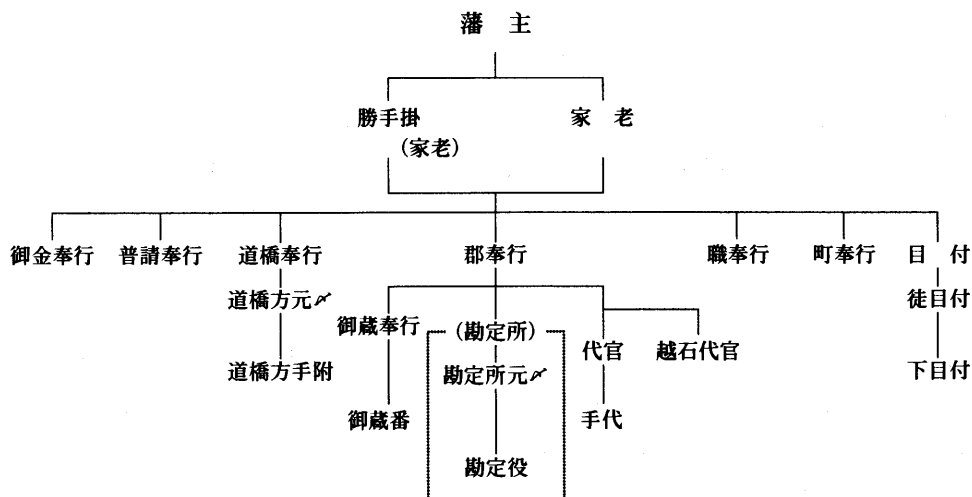 藩　主
勝手掛
（家老）
家　老
御金奉行
普請奉行
道橋奉行
郡奉行
職奉行
町奉行
目　付
道橋方元〆
徒目付
御蔵奉行
（勘定所）
代官
越石代官
道橋方手附
勘定所元〆
下目付
御蔵番
手代
勘定役